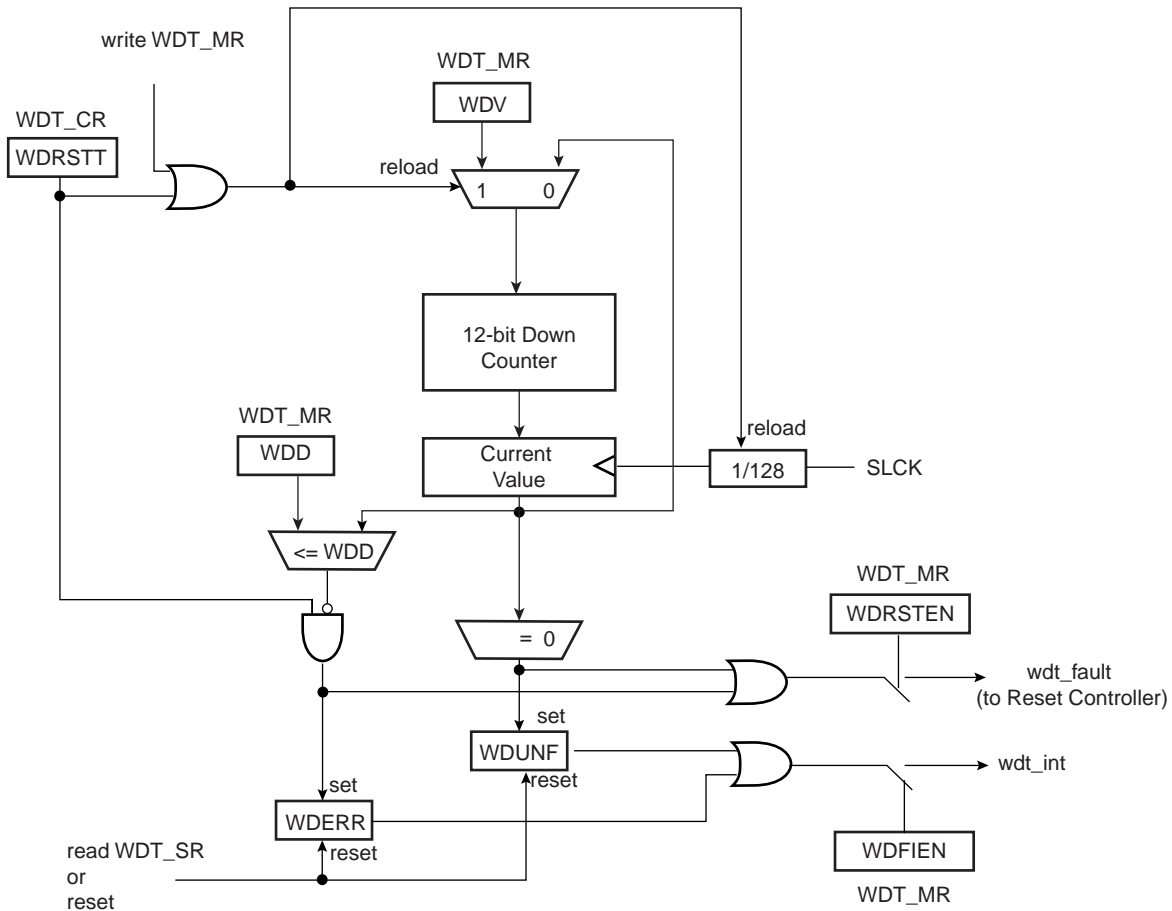 write WDT_MR
WDT_MR
WDV
WDT_CR
WDRSTT
reload
1 0
12-bit Down
Counter
WDT_MR
WDD
Current
Value
reload
1/128
SLCK
<= WDD
= 0
WDT_MR
WDRSTEN
wdt_fault
(to Reset Controller)
set
WDUNF
reset
wdt_int
set
WDERR
reset
WDFIEN
WDT_MR
read WDT_SR
or
reset